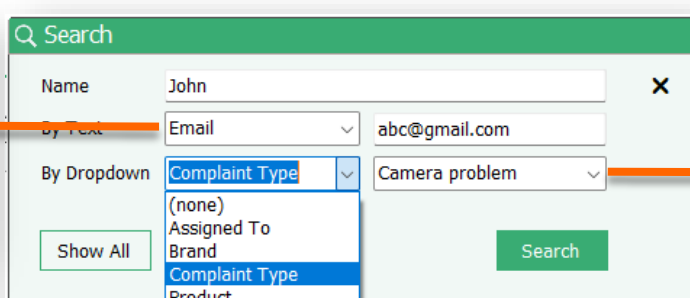 Search
Name John
By Text Email abc@gmail.com
By Dropdown Complaint Type Camera problem
(none)
Assigned To
Show All Brand Search
Complaint Type
Product